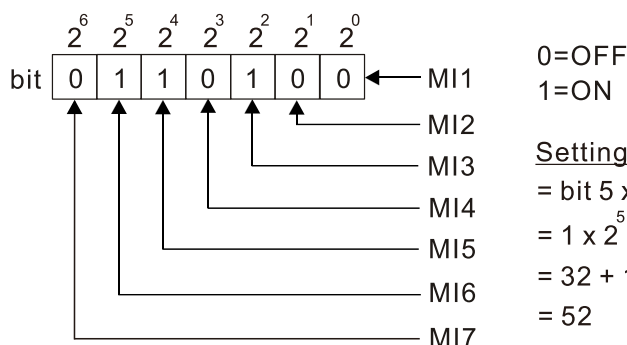 2^6 2^5 2^4 2^3 2^2 2^1 2^0
bit 0 1 1 0 1 0 0
MI1
MI2
MI3
MI4
MI5
MI6
MI7
0=OFF
1=ON
Setting
= bit 5 x
= 1 x 2^5
= 32 +
= 52